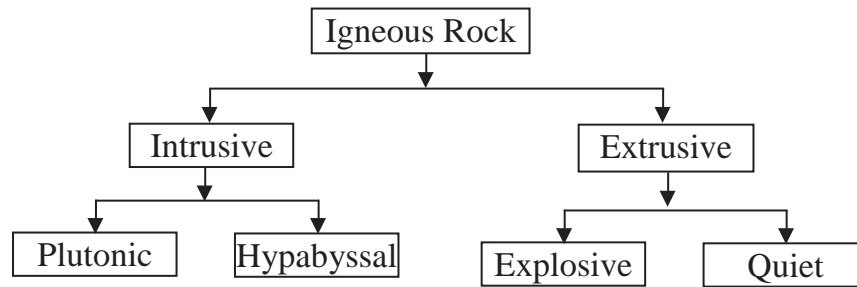 Igneous Rock
Intrusive
Extrusive
Plutonic
Hypabyssal
Explosive
Quiet